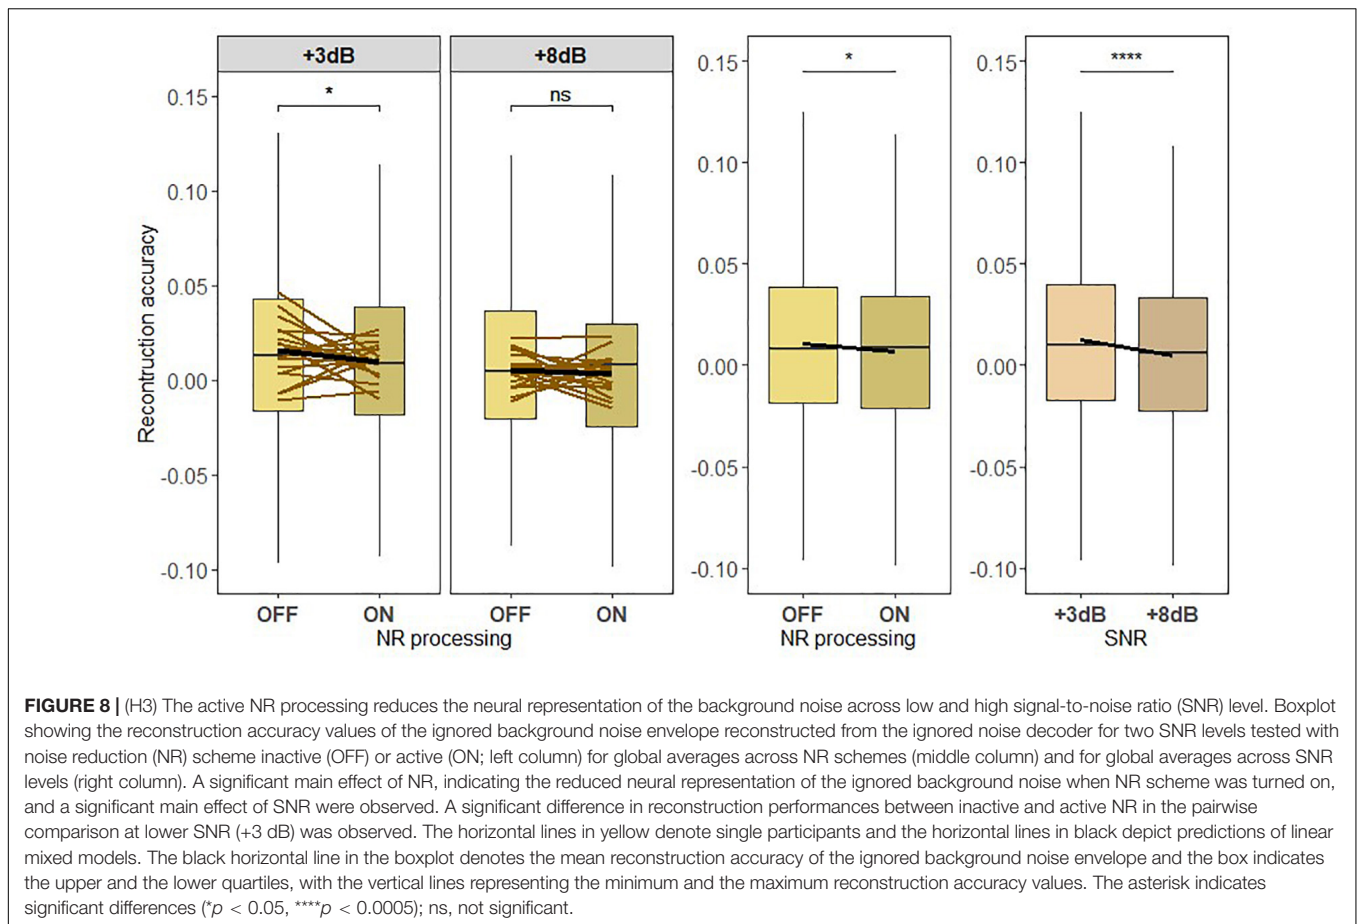 +3dB
+8dB
*
ns
*
****
0.15
0.10
0.05
0.00
-0.05
-0.10
Recontruction accuracy
0.15
0.10
0.05
0.00
-0.05
-0.10
0.15
0.10
0.05
0.00
-0.05
-0.10
OFF ON OFF ON
NR processing
OFF ON
NR processing
+3dB +8dB
SNR
FIGURE 8 | (H3) The active NR processing reduces the neural representation of the background noise across low and high signal-to-noise ratio (SNR) level. Boxplot
showing the reconstruction accuracy values of the ignored background noise envelope reconstructed from the ignored noise decoder for two SNR levels tested with
noise reduction (NR) scheme inactive (OFF) or active (ON; left column) for global averages across NR schemes (middle column) and for global averages across SNR
levels (right column). A significant main effect of NR, indicating the reduced neural representation of the ignored background noise when NR scheme was turned on,
and a significant main effect of SNR were observed. A significant difference in reconstruction performances between inactive and active NR in the pairwise
comparison at lower SNR (+3 dB) was observed. The horizontal lines in yellow denote single participants and the horizontal lines in black depict predictions of linear
mixed models. The black horizontal line in the boxplot denotes the mean reconstruction accuracy of the ignored background noise envelope and the box indicates
the upper and the lower quartiles, with the vertical lines representing the minimum and the maximum reconstruction accuracy values. The asterisk indicates
significant differences (*p < 0.05, ****p < 0.0005); ns, not significant.